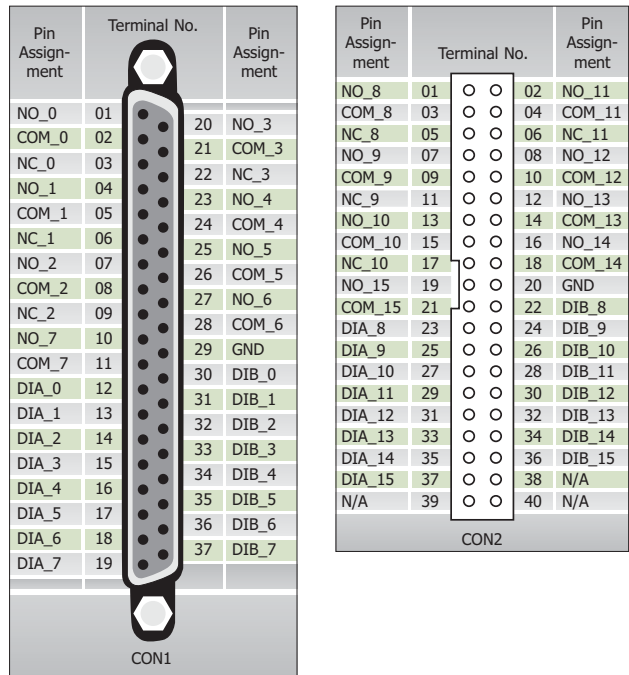 Pin Assign- ment Terminal No. Pin Assign- ment
NO_0 01
COM_0 02
NC_0 03
NO_1 04
COM_1 05
NC_1 06
NO_2 07
COM_2 08
NC_2 09
NO_7 10
COM_7 11
DIA_0 12
DIA_1 13
DIA_2 14
DIA_3 15
DIA_4 16
DIA_5 17
DIA_6 18
DIA_7 19
20 NO_3
21 COM_3
22 NC_3
23 NO_4
24 COM_4
25 NO_5
26 COM_5
27 NO_6
28 COM_6
29 GND
30 DIB_0
31 DIB_1
32 DIB_2
33 DIB_3
34 DIB_4
35 DIB_5
36 DIB_6
37 DIB_7
CON1
Pin Assign- ment Terminal No. Pin Assign- ment
NO_8 01 02 NO_11
COM_8 03 04 COM_11
NC_8 05 06 NC_11
NO_9 07 08 NO_12
COM_9 09 10 COM_12
NC_9 11 12 NO_13
NO_10 13 14 COM_13
COM_10 15 16 NO_14
NC_10 17 18 COM_14
NO_15 19 20 GND
COM_15 21 22 DIB_8
DIA_8 23 24 DIB_9
DIA_9 25 26 DIB_10
DIA_10 27 28 DIB_11
DIA_11 29 30 DIB_12
DIA_12 31 32 DIB_13
DIA_13 33 34 DIB_14
DIA_14 35 36 DIB_15
DIA_15 37 38 N/A
N/A 39 40 N/A
CON2